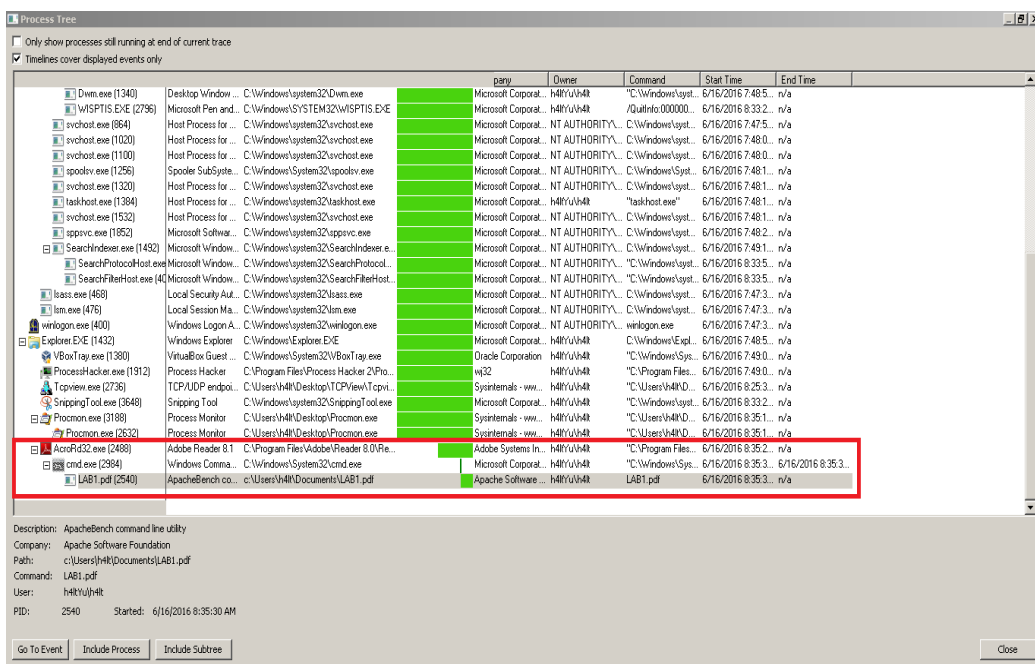 Process Tree
Only show processes still running at end of current trace
Timelines cover displayed events only
pany Owner Command Start Time End Time
Dwm.exe (1340) Desktop Window ... C:\Windows\system32\Dwm.exe Microsoft Corporat... h4ltYu\h4lt "C:\Windows\syst... 6/16/2016 7:48:5... n/a
WISPTIS.EXE (2796) Microsoft Pen and... C:\Windows\SYSTEM32\WISPTIS.EXE Microsoft Corporat... h4ltYu\h4lt /QuitInfo:000000... 6/16/2016 8:33:2... n/a
svchost.exe (864) Host Process for ... C:\Windows\system32\svchost.exe Microsoft Corporat... NT AUTHORITY\... C:\Windows\syst... 6/16/2016 7:47:5... n/a
svchost.exe (1020) Host Process for ... C:\Windows\system32\svchost.exe Microsoft Corporat... NT AUTHORITY\... C:\Windows\syst... 6/16/2016 7:48:0... n/a
svchost.exe (1100) Host Process for ... C:\Windows\system32\svchost.exe Microsoft Corporat... NT AUTHORITY\... C:\Windows\syst... 6/16/2016 7:48:0... n/a
spoolsv.exe (1256) Spooler SubSyste... C:\Windows\System32\spoolsv.exe Microsoft Corporat... NT AUTHORITY\... C:\Windows\Syst... 6/16/2016 7:48:1... n/a
svchost.exe (1320) Host Process for ... C:\Windows\system32\svchost.exe Microsoft Corporat... NT AUTHORITY\... C:\Windows\syst... 6/16/2016 7:48:1... n/a
taskhost.exe (1384) Host Process for ... C:\Windows\system32\taskhost.exe Microsoft Corporat... h4ltYu\h4lt "taskhost.exe" 6/16/2016 7:48:1... n/a
svchost.exe (1532) Host Process for ... C:\Windows\system32\svchost.exe Microsoft Corporat... NT AUTHORITY\... C:\Windows\syst... 6/16/2016 7:48:1... n/a
sppsvc.exe (1852) Microsoft Softwar... C:\Windows\system32\sppsvc.exe Microsoft Corporat... NT AUTHORITY\... C:\Windows\syst... 6/16/2016 7:48:2... n/a
SearchIndexer.exe (1492) Microsoft Window... C:\Windows\system32\SearchIndexer.e... Microsoft Corporat... NT AUTHORITY\... C:\Windows\syst... 6/16/2016 7:49:1... n/a
SearchProtocolHost.exe Microsoft Window... C:\Windows\system32\SearchProtocol... Microsoft Corporat... NT AUTHORITY\... "C:\Windows\syst... 6/16/2016 8:33:5... n/a
SearchFilterHost.exe (40 Microsoft Window... C:\Windows\system32\SearchFilterHost... Microsoft Corporat... NT AUTHORITY\... "C:\Windows\syst... 6/16/2016 8:33:5... n/a
lsass.exe (468) Local Security Aut... C:\Windows\system32\lsass.exe Microsoft Corporat... NT AUTHORITY\... C:\Windows\syst... 6/16/2016 7:47:3... n/a
lsm.exe (476) Local Session Ma... C:\Windows\system32\lsm.exe Microsoft Corporat... NT AUTHORITY\... C:\Windows\syst... 6/16/2016 7:47:3... n/a
winlogon.exe (400) Windows Logon A... C:\Windows\system32\winlogon.exe Microsoft Corporat... NT AUTHORITY\... winlogon.exe 6/16/2016 7:47:3... n/a
Explorer.EXE (1432) Windows Explorer C:\Windows\Explorer.EXE Microsoft Corporat... h4ltYu\h4lt C:\Windows\Expl... 6/16/2016 7:48:5... n/a
VBoxTray.exe (1380) VirtualBox Guest ... C:\Windows\System32\VBoxTray.exe Oracle Corporation h4ltYu\h4lt "C:\Windows\Sys... 6/16/2016 7:49:0... n/a
ProcessHacker.exe (1912) Process Hacker C:\Program Files\Process Hacker 2\Pro... wj32 h4ltYu\h4lt "C:\Program Files... 6/16/2016 7:49:0... n/a
Tcpview.exe (2736) TCP/UDP endpoi... C:\Users\h4lt\Desktop\TCPView\Tcpvi... Sysinternals - ww... h4ltYu\h4lt "C:\Users\h4lt\D... 6/16/2016 8:25:3... n/a
SnippingTool.exe (3648) Snipping Tool C:\Windows\system32\SnippingTool.exe Microsoft Corporat... h4ltYu\h4lt "C:\Windows\syst... 6/16/2016 8:33:2... n/a
Procmon.exe (3188) Process Monitor C:\Users\h4lt\Desktop\Procmon.exe Sysinternals - ww... h4ltYu\h4lt "C:\Users\h4lt\D... 6/16/2016 8:35:1... n/a
Procmon.exe (2632) Process Monitor C:\Users\h4lt\Desktop\Procmon.exe Sysinternals - ww... h4ltYu\h4lt "C:\Users\h4lt\D... 6/16/2016 8:35:1... n/a
AcroRd32.exe (2488) Adobe Reader 8.1 C:\Program Files\Adobe\Reader 8.0\Re... Adobe Systems In... h4ltYu\h4lt "C:\Program Files... 6/16/2016 8:35:2... n/a
cmd.exe (2984) Windows Comma... C:\Windows\System32\cmd.exe Microsoft Corporat... h4ltYu\h4lt "C:\Windows\Sys... 6/16/2016 8:35:3... 6/16/2016 8:35:3...
LAB1.pdf (2540) ApacheBench co... c:\Users\h4lt\Documents\LAB1.pdf Apache Software ... h4ltYu\h4lt LAB1.pdf 6/16/2016 8:35:3... n/a
Description: ApacheBench command line utility
Company: Apache Software Foundation
Path: c:\Users\h4lt\Documents\LAB1.pdf
Command: LAB1.pdf
User: h4ltYu\h4lt
PID: 2540 Started: 6/16/2016 8:35:30 AM
Go To Event Include Process Include Subtree Close